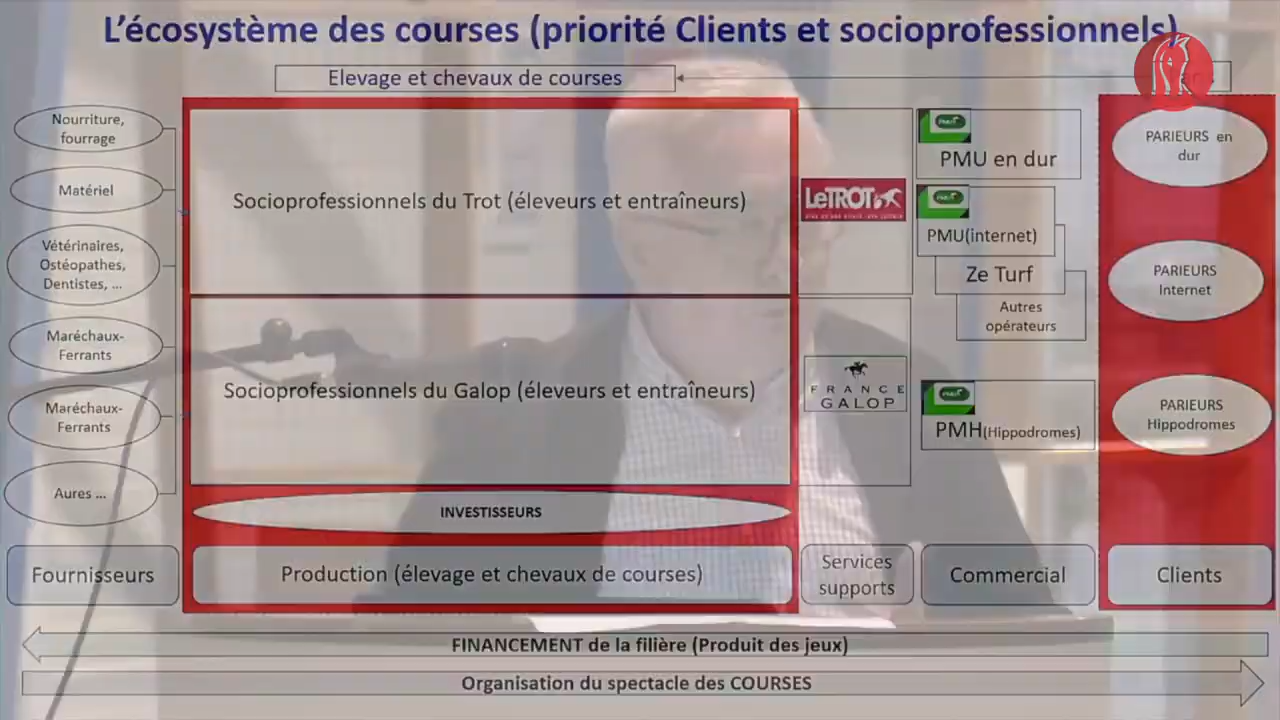 L'écosystème des courses (priorité Clients et socioprofessionnels)
Elevage et chevaux de courses
Nourriture,
fourrage
Matériel
Vétérinaires,
Ostéopathes,
Dentistes, ...
Maréchaux-
Ferrants
Maréchaux-
Ferrants
Aures ...
Fournisseurs
Socioprofessionnels du Trot (éleveurs et entraîneurs)
Socioprofessionnels du Galop (éleveurs et entraîneurs)
INVESTISSEURS
Production (élevage et chevaux de courses)
LeTROT
FRANCE
GALOP
Services
supports
PMU
PMU en dur
PMU
PMU(internet)
Ze Turf
Autres
opérateurs
PMU
PMH(Hippodromes)
Commercial
PARIEURS en
dur
PARIEURS
Internet
PARIEURS
Hippodromes
Clients
FINANCEMENT de la filière (Produit des jeux)
Organisation du spectacle des COURSES